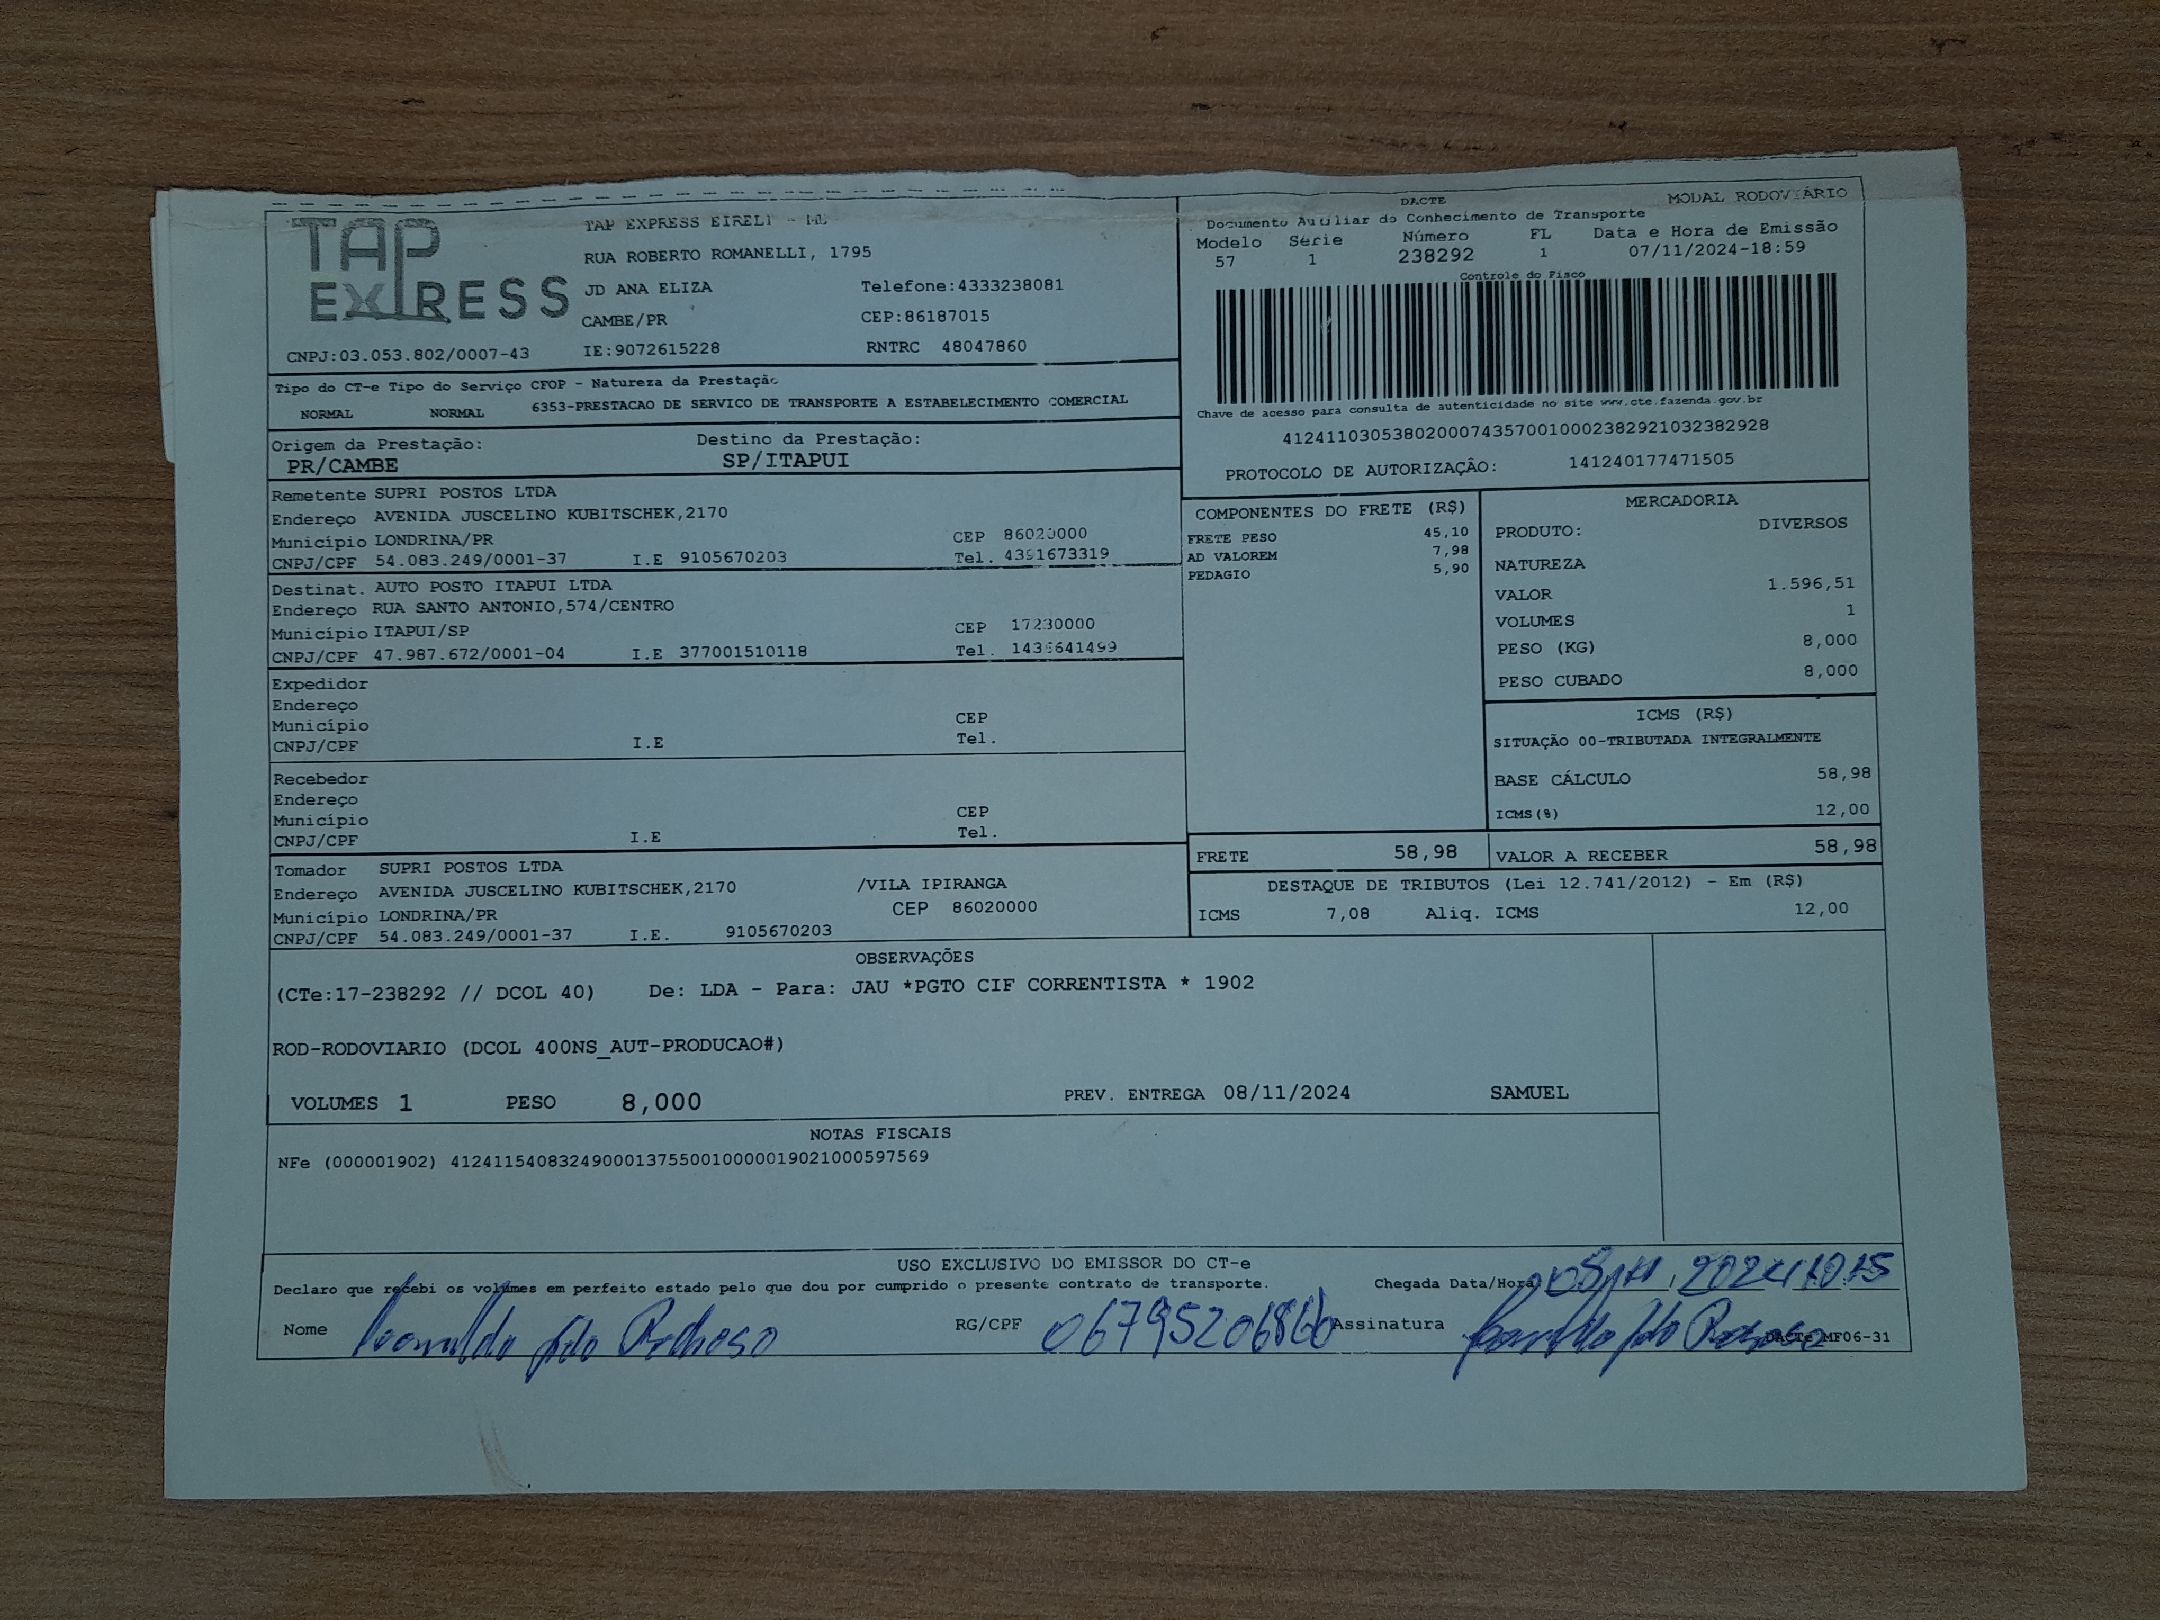 TAP EXPRESS
TAP EXPRESS EIRELI -
RUA ROBERTO ROMANELLI, 1795
JD ANA ELIZA Telefone:4333238081
CAMBE/PR CEP:86187015
CNPJ:03.053.802/0007-43 IE:9072615228 RNTRC 48047860
DACTE MODAL RODOVIÁRIO
Documento Auxiliar do Conhecimento de Transporte
Modelo Série Número FL Data e Hora de Emissão
57 1 238292 1 07/11/2024-18:59
Controle do Fisco
Chave de acesso para consulta de autenticidade no site www.cte.fazenda.gov.br
41241103053802000743570010002382921032382928
PROTOCOLO DE AUTORIZAÇÃO: 141240177471505
Tipo do CT-e Tipo do Serviço CFOP - Natureza da Prestação
NORMAL NORMAL 6353-PRESTACAO DE SERVICO DE TRANSPORTE A ESTABELECIMENTO COMERCIAL
Origem da Prestação: Destino da Prestação:
PR/CAMBE SP/ITAPUI
Remetente SUPRI POSTOS LTDA
Endereço AVENIDA JUSCELINO KUBITSCHEK,2170
Município LONDRINA/PR CEP 86020000
CNPJ/CPF 54.083.249/0001-37 I.E 9105670203 Tel. 4391673319
Destinat. AUTO POSTO ITAPUI LTDA
Endereço RUA SANTO ANTONIO,574/CENTRO
Município ITAPUI/SP CEP 17230000
CNPJ/CPF 47.987.672/0001-04 I.E 377001510118 Tel. 1436641499
Expedidor
Endereço
Município CEP
CNPJ/CPF I.E Tel.
Recebedor
Endereço
Município CEP
CNPJ/CPF I.E Tel.
Tomador SUPRI POSTOS LTDA
Endereço AVENIDA JUSCELINO KUBITSCHEK,2170 /VILA IPIRANGA
Município LONDRINA/PR CEP 86020000
CNPJ/CPF 54.083.249/0001-37 I.E. 9105670203
COMPONENTES DO FRETE (R$)
FRETE PESO 45,10
AD VALOREM 7,98
PEDAGIO 5,90
MERCADORIA
PRODUTO: DIVERSOS
NATUREZA
VALOR 1.596,51
VOLUMES 1
PESO (KG) 8,000
PESO CUBADO 8,000
ICMS (R$)
SITUAÇÃO 00-TRIBUTADA INTEGRALMENTE
BASE CÁLCULO 58,98
ICMS(%) 12,00
FRETE 58,98 VALOR A RECEBER 58,98
DESTAQUE DE TRIBUTOS (Lei 12.741/2012) - Em (R$)
ICMS 7,08 Aliq. ICMS 12,00
OBSERVAÇÕES
(CTe:17-238292 // DCOL 40) De: LDA - Para: JAU *PGTO CIF CORRENTISTA * 1902
ROD-RODOVIARIO (DCOL 400NS_AUT-PRODUCAO#)
VOLUMES 1 PESO 8,000 PREV. ENTREGA 08/11/2024 SAMUEL
NOTAS FISCAIS
NFe (000001902) 41241154083249000137550010000019021000597569
USO EXCLUSIVO DO EMISSOR DO CT-e
Declaro que recebi os volumes em perfeito estado pelo que dou por cumprido o presente contrato de transporte. Chegada Data/Hora
Nome RG/CPF Assinatura
DACTe MF06-31